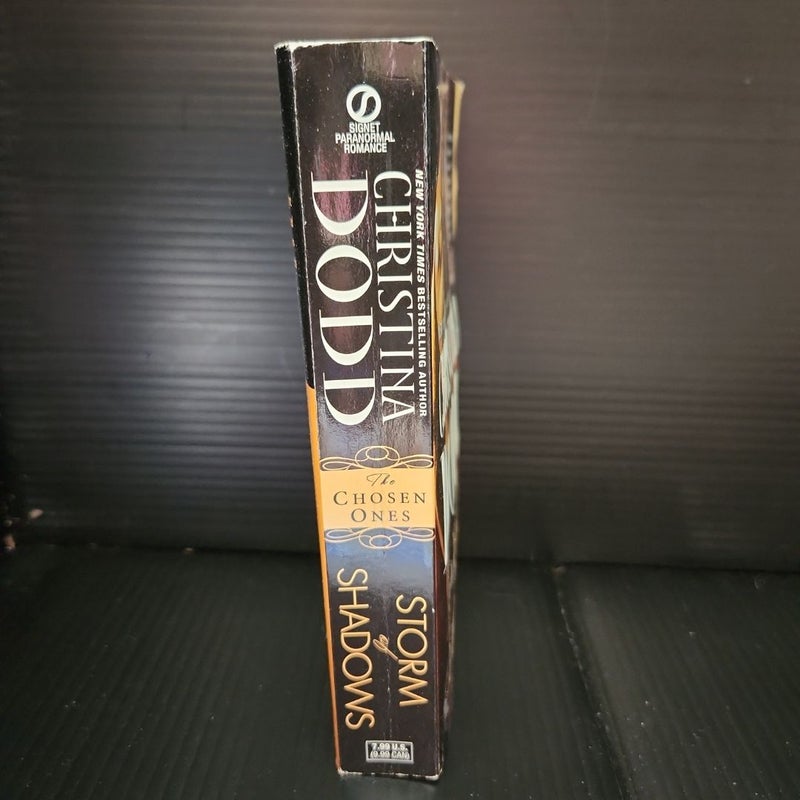 SIGNET
PARANORMAL
ROMANCE
NEW YORK TIMES BESTSELLING AUTHOR
CHRISTINA
DODD
The
CHOSEN
ONES
STORM
of
SHADOWS
7.99 U.S.
(9.99 CAN)